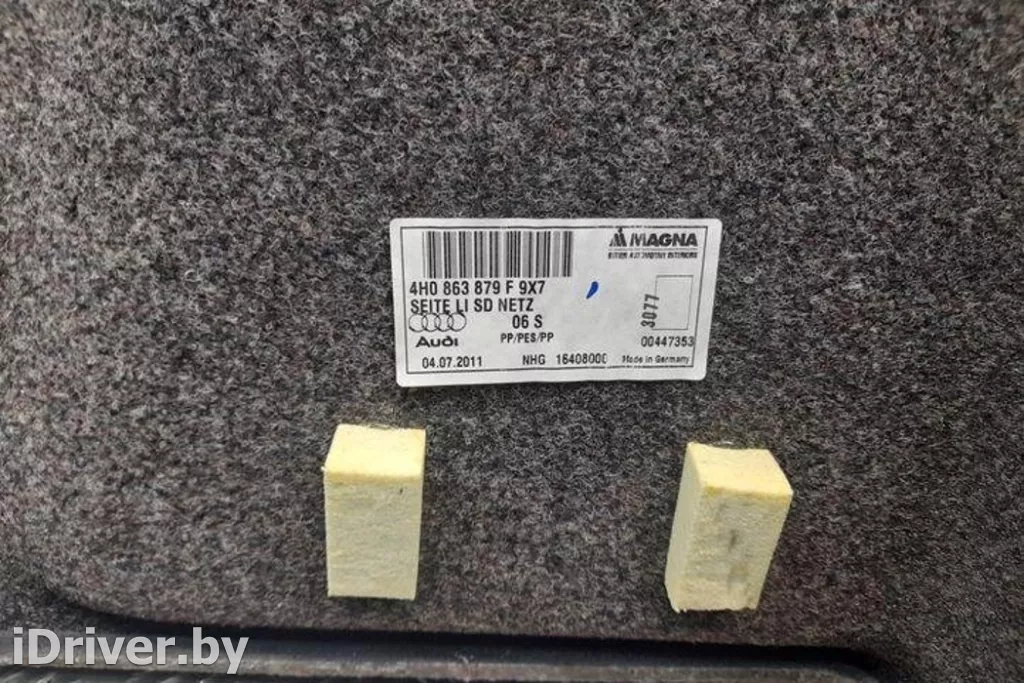 MAGNA
4H0 863 879 F 9X7
SEITE LI SD NETZ
06 S
Audi
PP/PES/PP
3077
00447353
04.07.2011 NHG 16408000 Made in Germany
iDriver.by